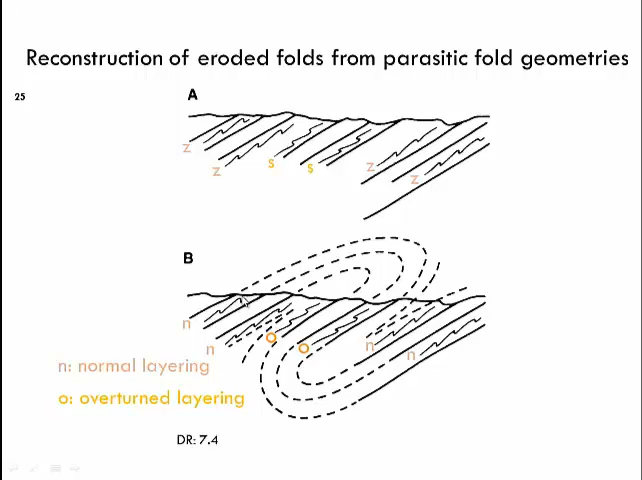 Reconstruction of eroded folds from parasitic fold geometries
25
A
z
z
s
s
z
z
B
n
n
o
o
n
n
n: normal layering
o: overturned layering
DR: 7.4